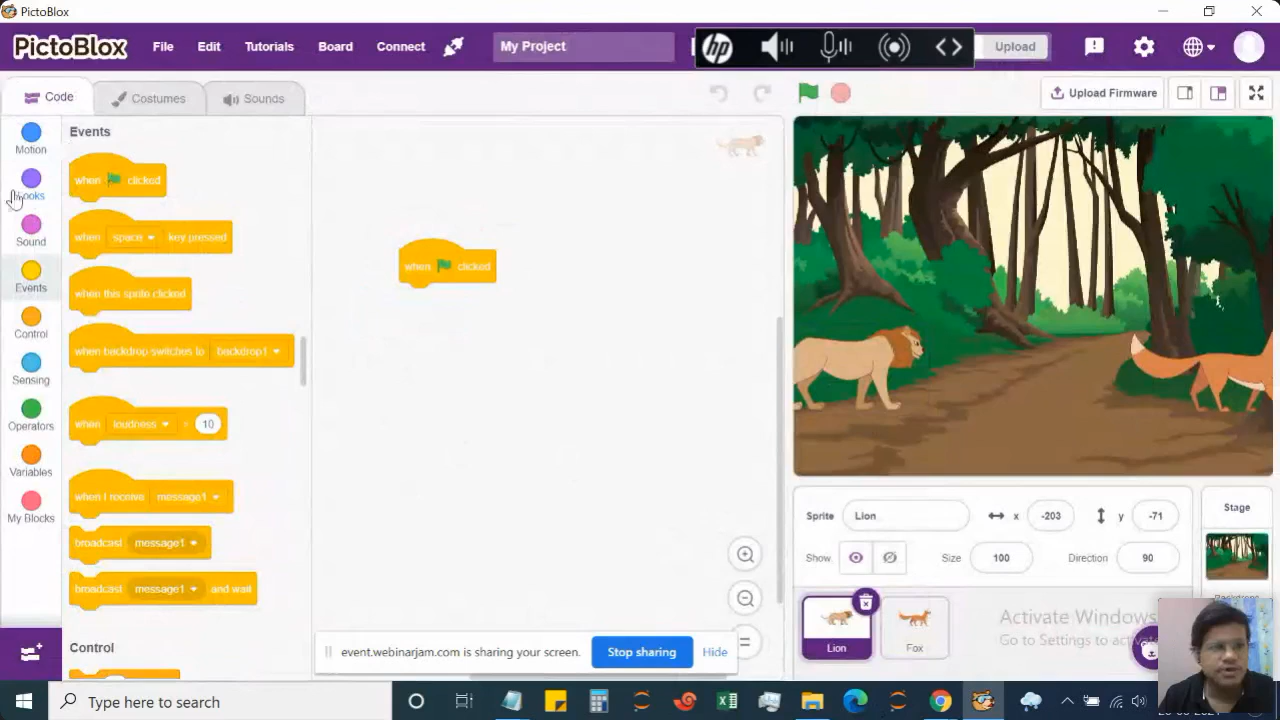 PictoBlox
PictoBlox File Edit Tutorials Board Connect My Project hp Upload
Code Costumes Sounds Upload Firmware
Motion
Looks
Sound
Events
Control
Sensing
Operators
Variables
My Blocks
Events
when clicked
when space key pressed
when this sprite clicked
when backdrop switches to backdrop1
when loudness > 10
when I receive message1
broadcast message1
broadcast message1 and wait
Control
when clicked
Sprite Lion x -203 y -71
Show Size 100 Direction 90
Stage
Lion Fox
Activate Windows
Go to Settings to activate
event.webinarjam.com is sharing your screen. Stop sharing Hide
Type here to search